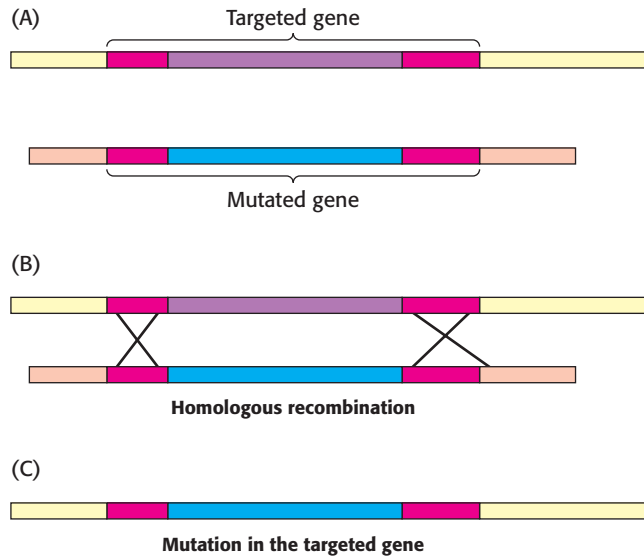 (A)
Targeted gene
Mutated gene
(B)
Homologous recombination
(C)
Mutation in the targeted gene